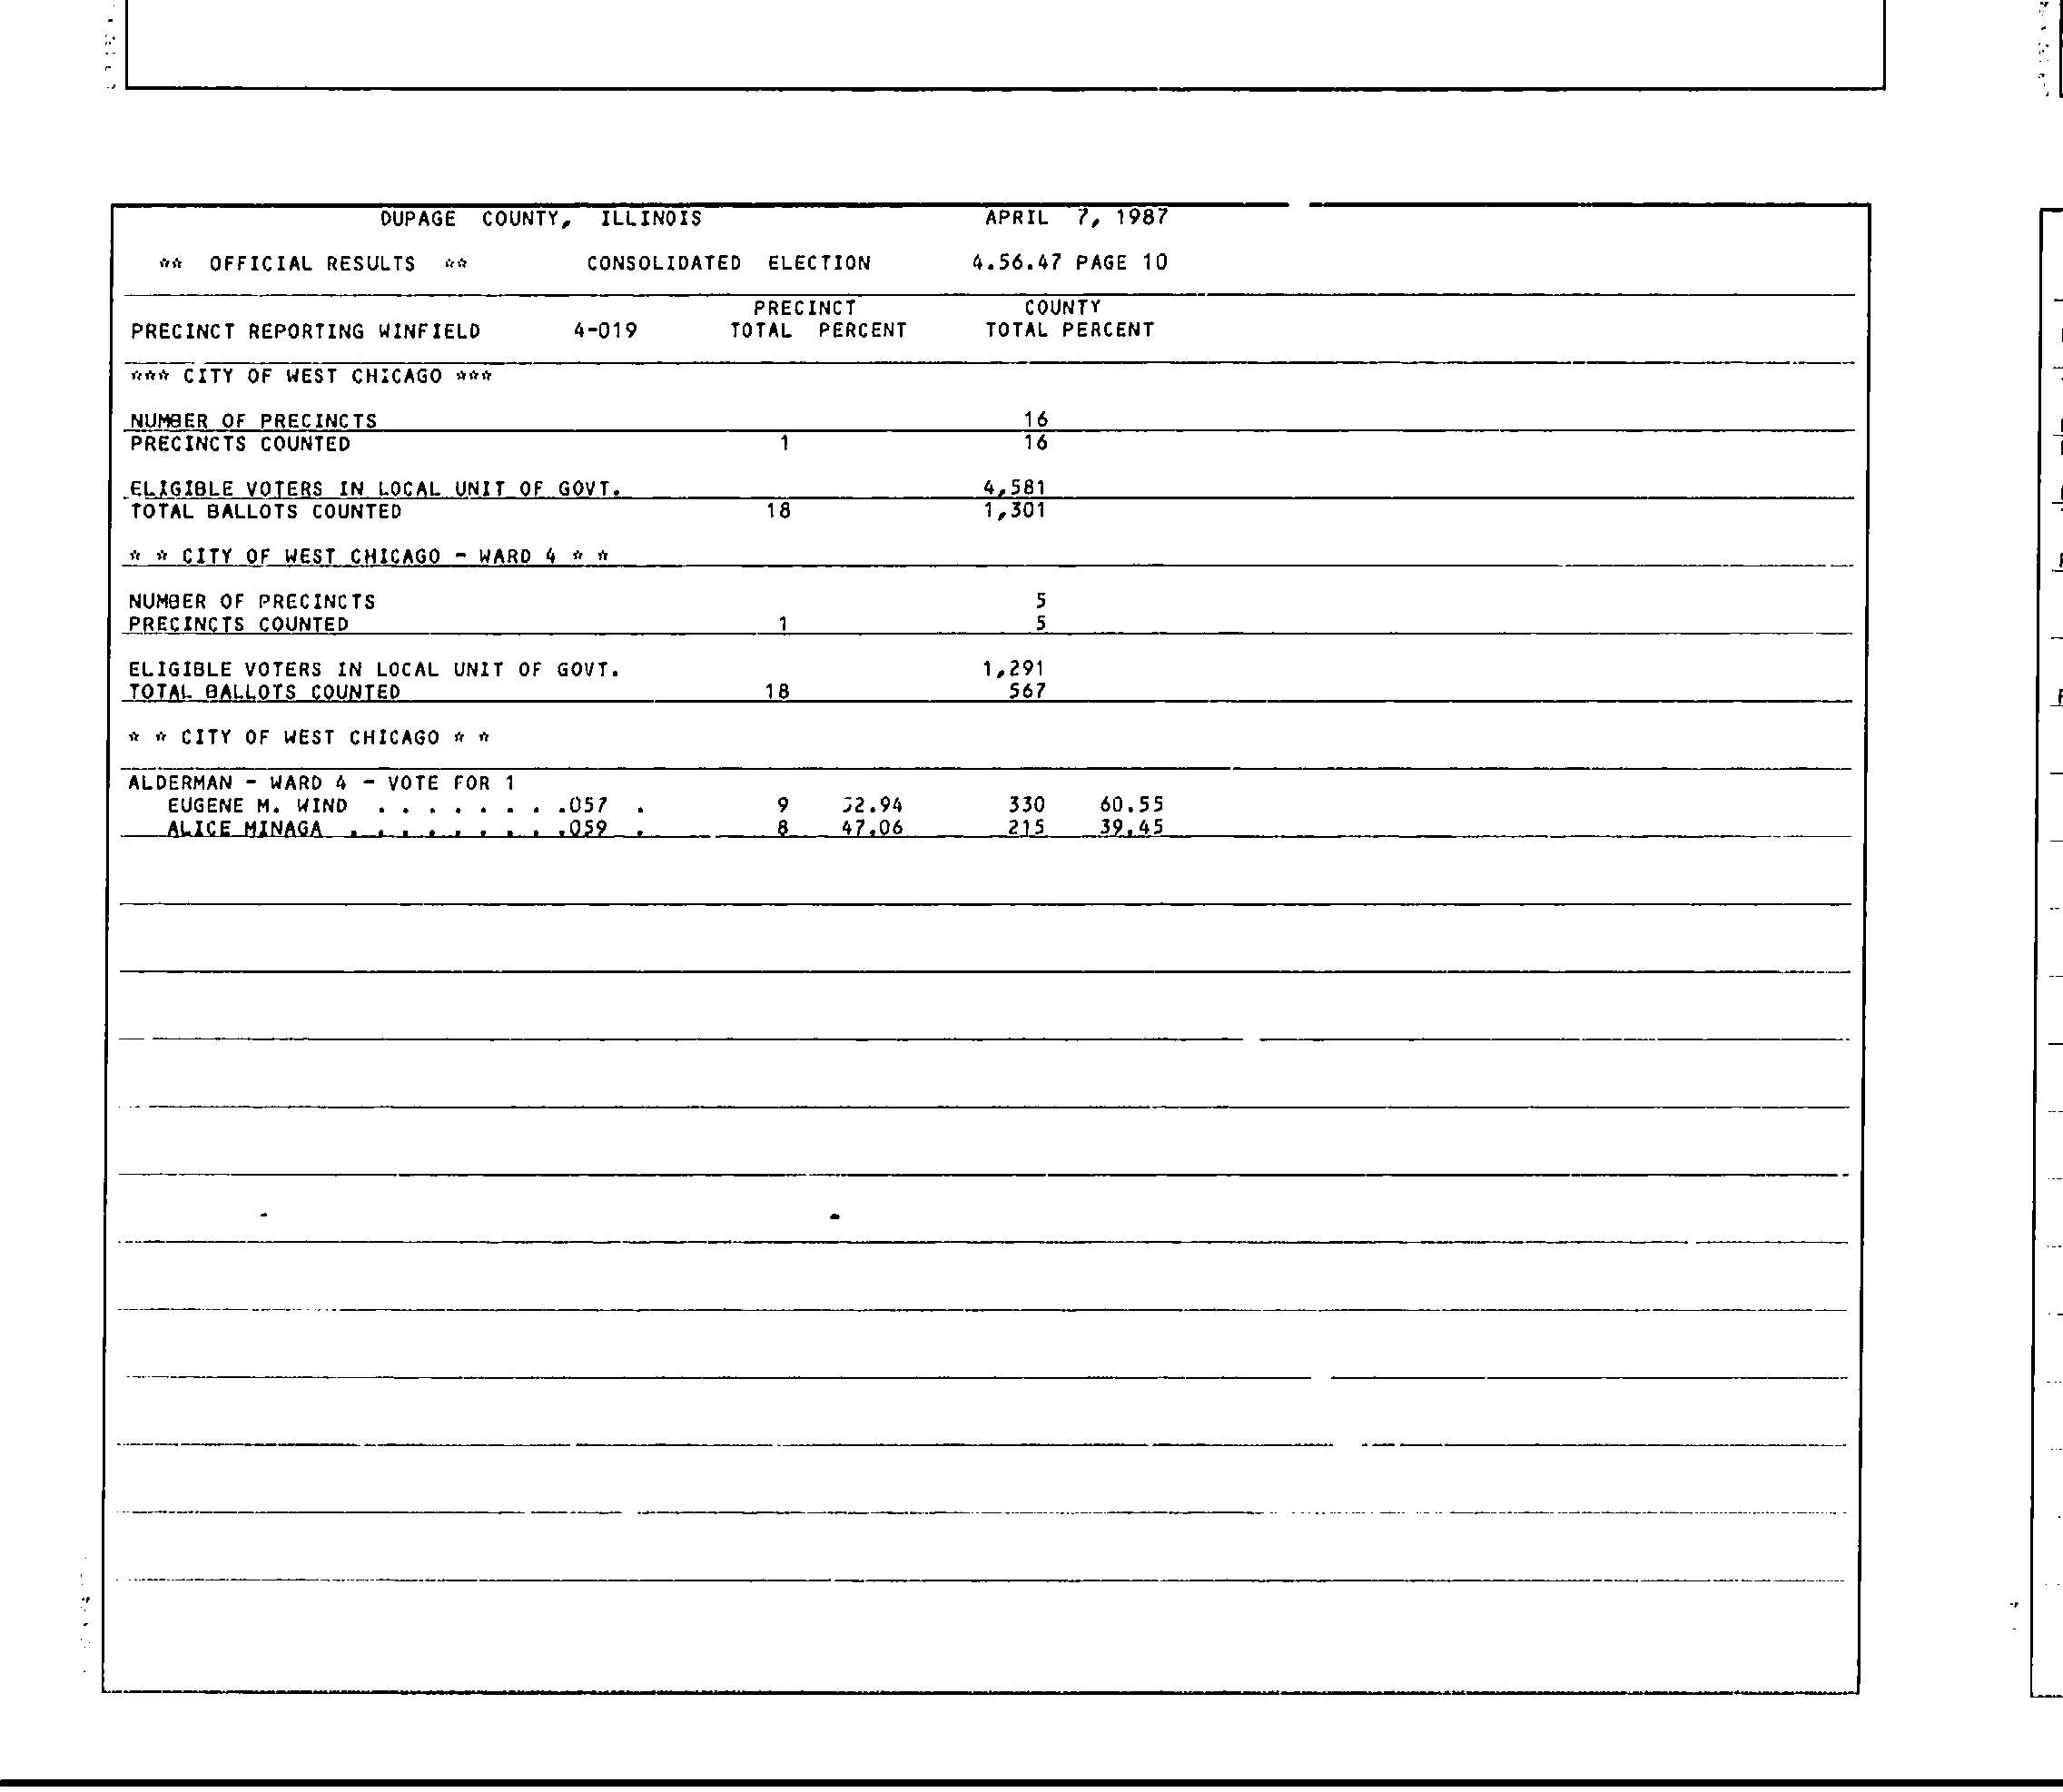 DUPAGE COUNTY, ILLINOIS APRIL 7, 1987
** OFFICIAL RESULTS ** CONSOLIDATED ELECTION 4.56.47 PAGE 10
PRECINCT COUNTY
PRECINCT REPORTING WINFIELD 4-019 TOTAL PERCENT TOTAL PERCENT
*** CITY OF WEST CHICAGO ***
NUMBER OF PRECINCTS 16
PRECINCTS COUNTED 1 16
ELIGIBLE VOTERS IN LOCAL UNIT OF GOVT. 4,581
TOTAL BALLOTS COUNTED 18 1,301
* * CITY OF WEST CHICAGO - WARD 4 * *
NUMBER OF PRECINCTS 5
PRECINCTS COUNTED 1 5
ELIGIBLE VOTERS IN LOCAL UNIT OF GOVT. 1,291
TOTAL BALLOTS COUNTED 18 567
* * CITY OF WEST CHICAGO * *
ALDERMAN - WARD 4 - VOTE FOR 1
EUGENE M. WIND . . . . . . . .057 . 9 52.94 330 60.55
ALICE MINAGA . . . . . . . . .059 . 8 47.06 215 39.45